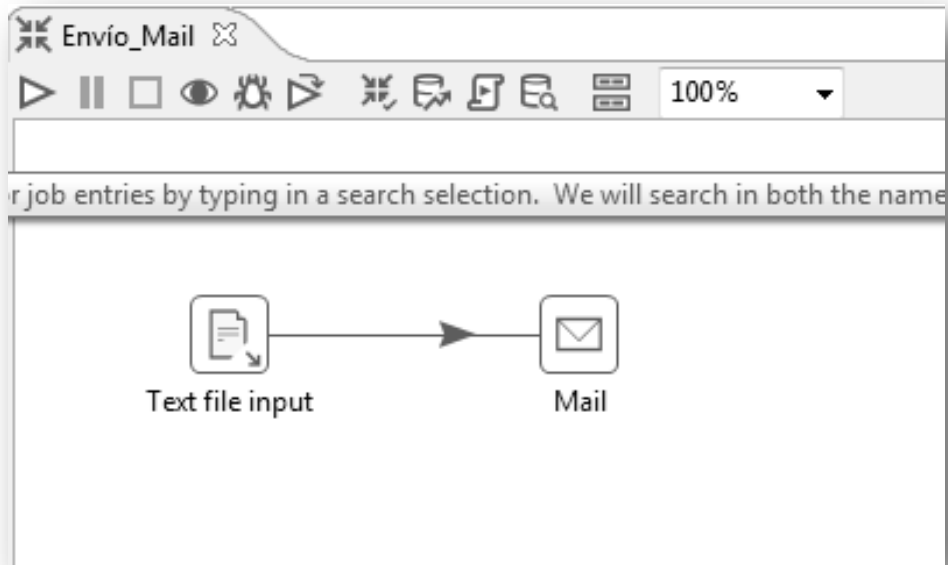 Envío_Mail
100%
r job entries by typing in a search selection. We will search in both the name
Text file input
Mail